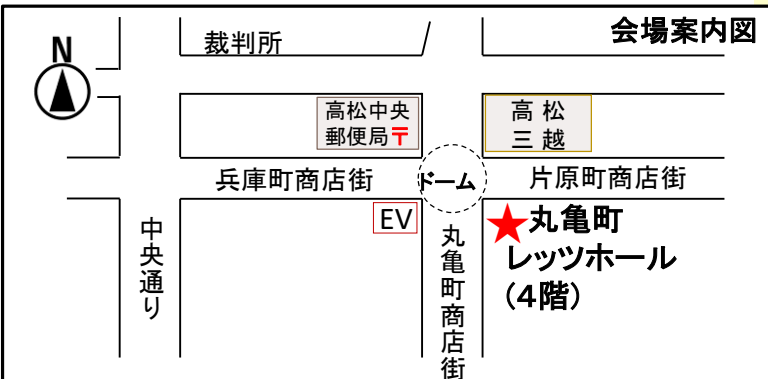 会場案内図
N
裁判所
高松中央
郵便局〒
高松
三越
兵庫町商店街
ドーム
片原町商店街
EV
中央通り
丸亀町商店街
★丸亀町
レッツホール
(4階)